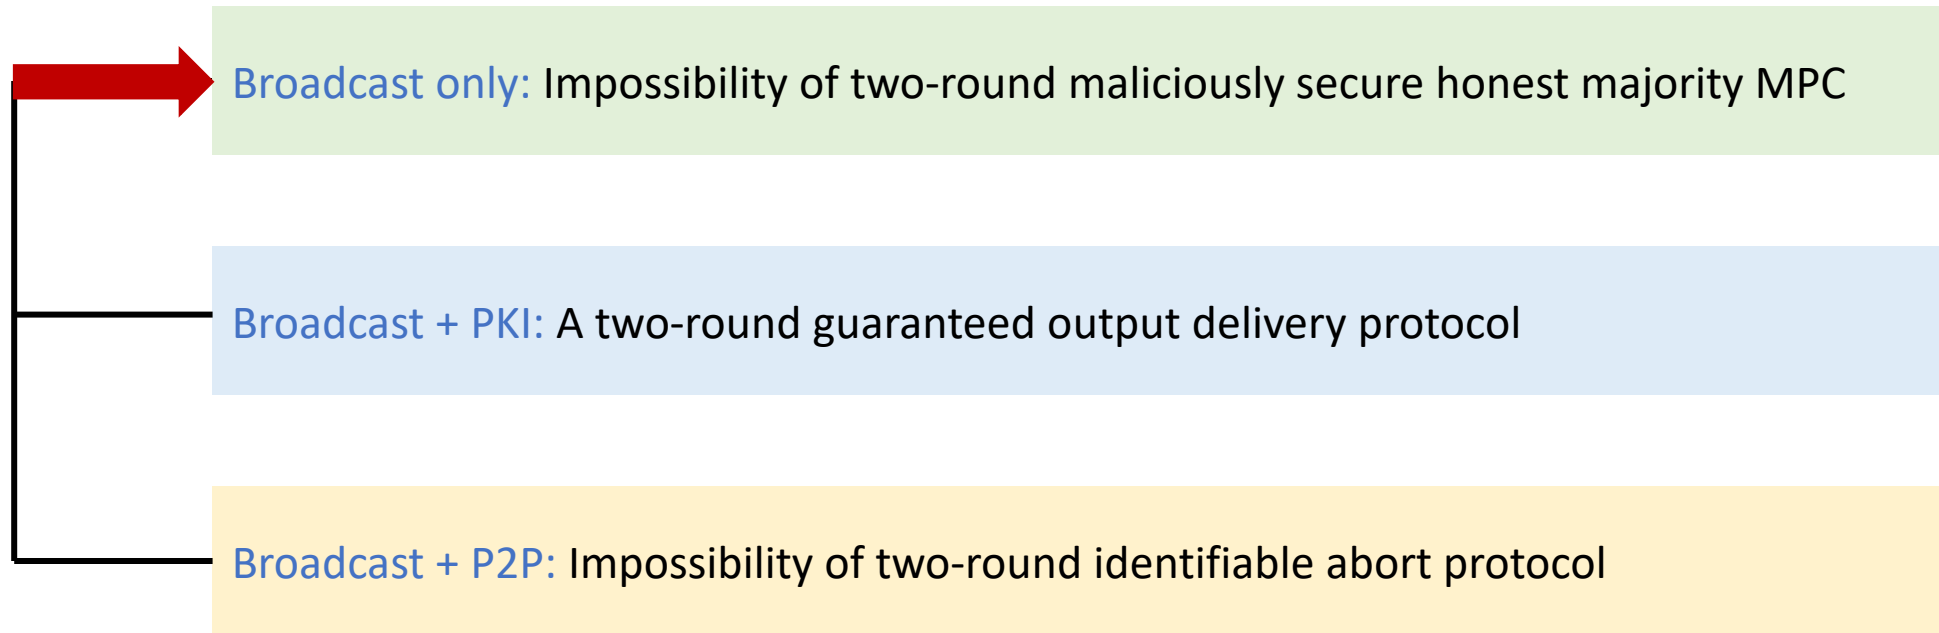 Broadcast only: Impossibility of two-round maliciously secure honest majority MPC
Broadcast + PKI: A two-round guaranteed output delivery protocol
Broadcast + P2P: Impossibility of two-round identifiable abort protocol